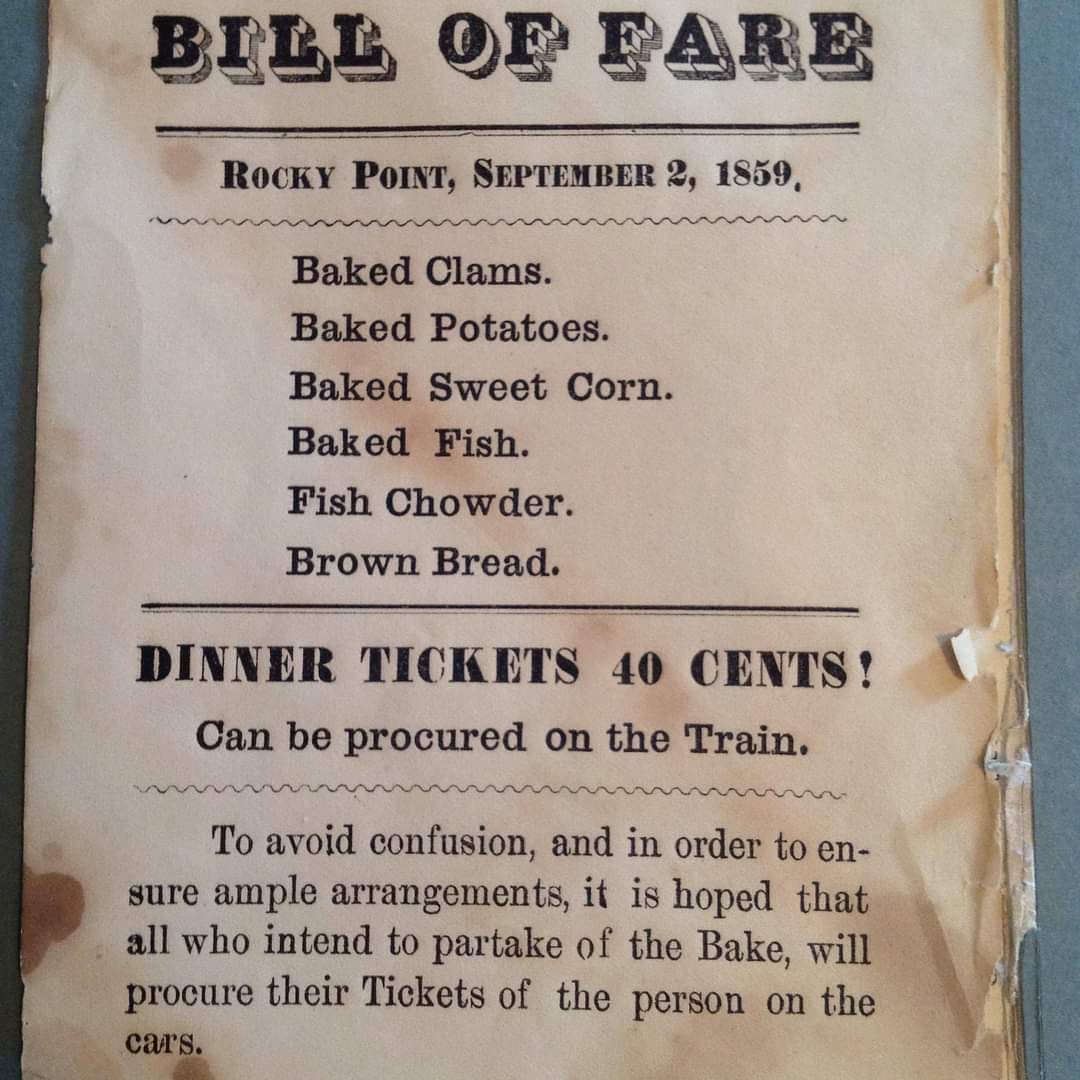 BILL OF FARE
ROCKY POINT, SEPTEMBER 2, 1859.
Baked Clams.
Baked Potatoes.
Baked Sweet Corn.
Baked Fish.
Fish Chowder.
Brown Bread.
DINNER TICKETS 40 CENTS!
Can be procured on the Train.
To avoid confusion, and in order to en-
sure ample arrangements, it is hoped that
all who intend to partake of the Bake, will
procure their Tickets of the person on the
cars.